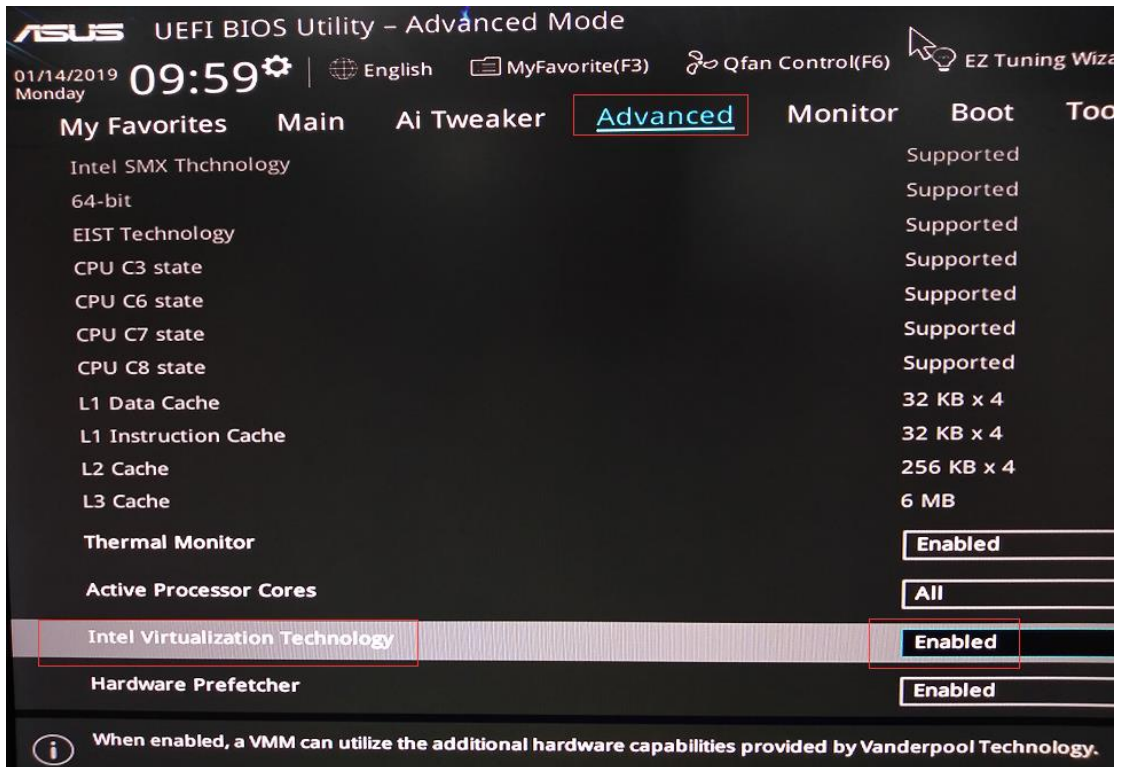 ASUS UEFI BIOS Utility – Advanced Mode
01/14/2019 Monday 09:59 English MyFavorite(F3) Qfan Control(F6) EZ Tuning Wiza
My Favorites Main Ai Tweaker Advanced Monitor Boot Too
Intel SMX Thchnology Supported
64-bit Supported
EIST Technology Supported
CPU C3 state Supported
CPU C6 state Supported
CPU C7 state Supported
CPU C8 state Supported
L1 Data Cache 32 KB x 4
L1 Instruction Cache 32 KB x 4
L2 Cache 256 KB x 4
L3 Cache 6 MB
Thermal Monitor Enabled
Active Processor Cores All
Intel Virtualization Technology Enabled
Hardware Prefetcher Enabled
When enabled, a VMM can utilize the additional hardware capabilities provided by Vanderpool Technology.